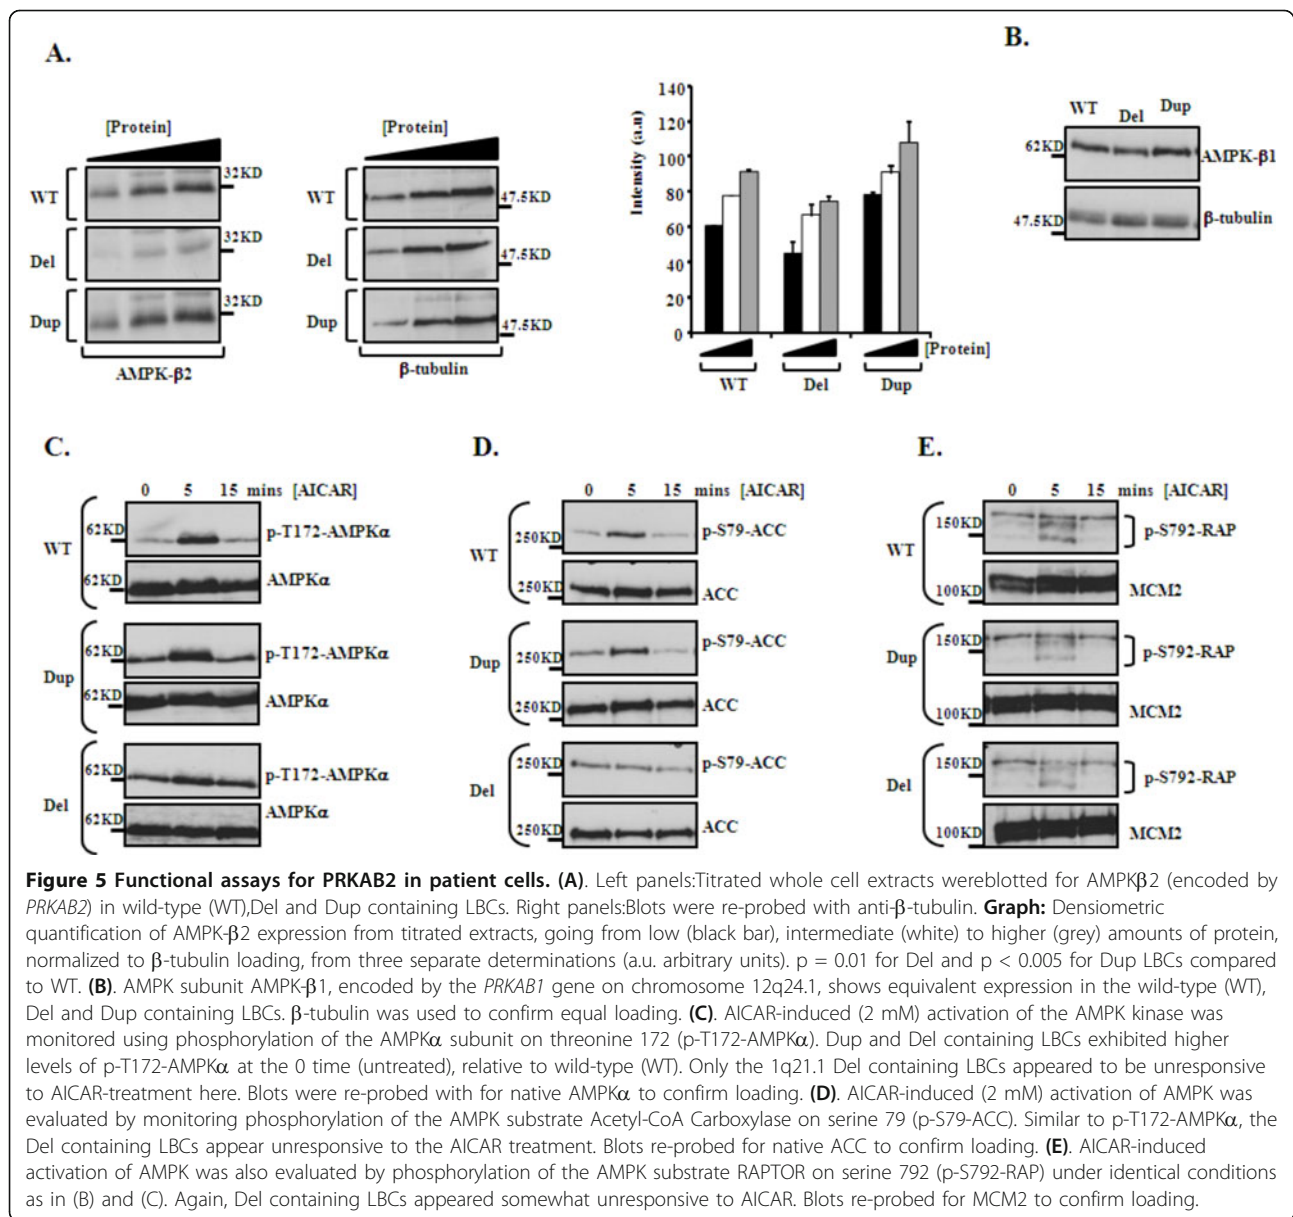 A.
[Protein]
WT
32KD
Del
32KD
Dup
32KD
AMPK-β2
[Protein]
47.5KD
Del
47.5KD
Dup
47.5KD
β-tubulin
Intensity (a.u)
140
120
100
80
60
40
20
0
[Protein]
WT
Del
Dup
B.
WT
Del
Dup
62KD
AMPK-β1
47.5KD
β-tubulin
C.
0 5 15 mins [AICAR]
WT
62KD
p-T172-AMPKα
62KD
AMPKα
Dup
62KD
p-T172-AMPKα
62KD
AMPKα
Del
62KD
p-T172-AMPKα
62KD
AMPKα
D.
0 5 15 mins [AICAR]
WT
250KD
p-S79-ACC
250KD
ACC
Dup
250KD
p-S79-ACC
250KD
ACC
Del
250KD
p-S79-ACC
250KD
ACC
E.
0 5 15 mins [AICAR]
WT
150KD
p-S792-RAP
100KD
MCM2
Dup
150KD
p-S792-RAP
100KD
MCM2
Del
150KD
p-S792-RAP
100KD
MCM2
Figure 5 Functional assays for PRKAB2 in patient cells. (A). Left panels:Titrated whole cell extracts wereblotted for AMPKβ2 (encoded by
PRKAB2) in wild-type (WT),Del and Dup containing LBCs. Right panels:Blots were re-probed with anti-β-tubulin. Graph: Densiometric
quantification of AMPK-β2 expression from titrated extracts, going from low (black bar), intermediate (white) to higher (grey) amounts of protein,
normalized to β-tubulin loading, from three separate determinations (a.u. arbitrary units). p = 0.01 for Del and p < 0.005 for Dup LBCs compared
to WT. (B). AMPK subunit AMPK-β1, encoded by the PRKAB1 gene on chromosome 12q24.1, shows equivalent expression in the wild-type (WT),
Del and Dup containing LBCs. β-tubulin was used to confirm equal loading. (C). AICAR-induced (2 mM) activation of the AMPK kinase was
monitored using phosphorylation of the AMPKα subunit on threonine 172 (p-T172-AMPKα). Dup and Del containing LBCs exhibited higher
levels of p-T172-AMPKα at the 0 time (untreated), relative to wild-type (WT). Only the 1q21.1 Del containing LBCs appeared to be unresponsive
to AICAR-treatment here. Blots were re-probed with for native AMPKα to confirm loading. (D). AICAR-induced (2 mM) activation of AMPK was
evaluated by monitoring phosphorylation of the AMPK substrate Acetyl-CoA Carboxylase on serine 79 (p-S79-ACC). Similar to p-T172-AMPKα, the
Del containing LBCs appear unresponsive to the AICAR treatment. Blots re-probed for native ACC to confirm loading. (E). AICAR-induced
activation of AMPK was also evaluated by phosphorylation of the AMPK substrate RAPTOR on serine 792 (p-S792-RAP) under identical conditions
as in (B) and (C). Again, Del containing LBCs appeared somewhat unresponsive to AICAR. Blots re-probed for MCM2 to confirm loading.